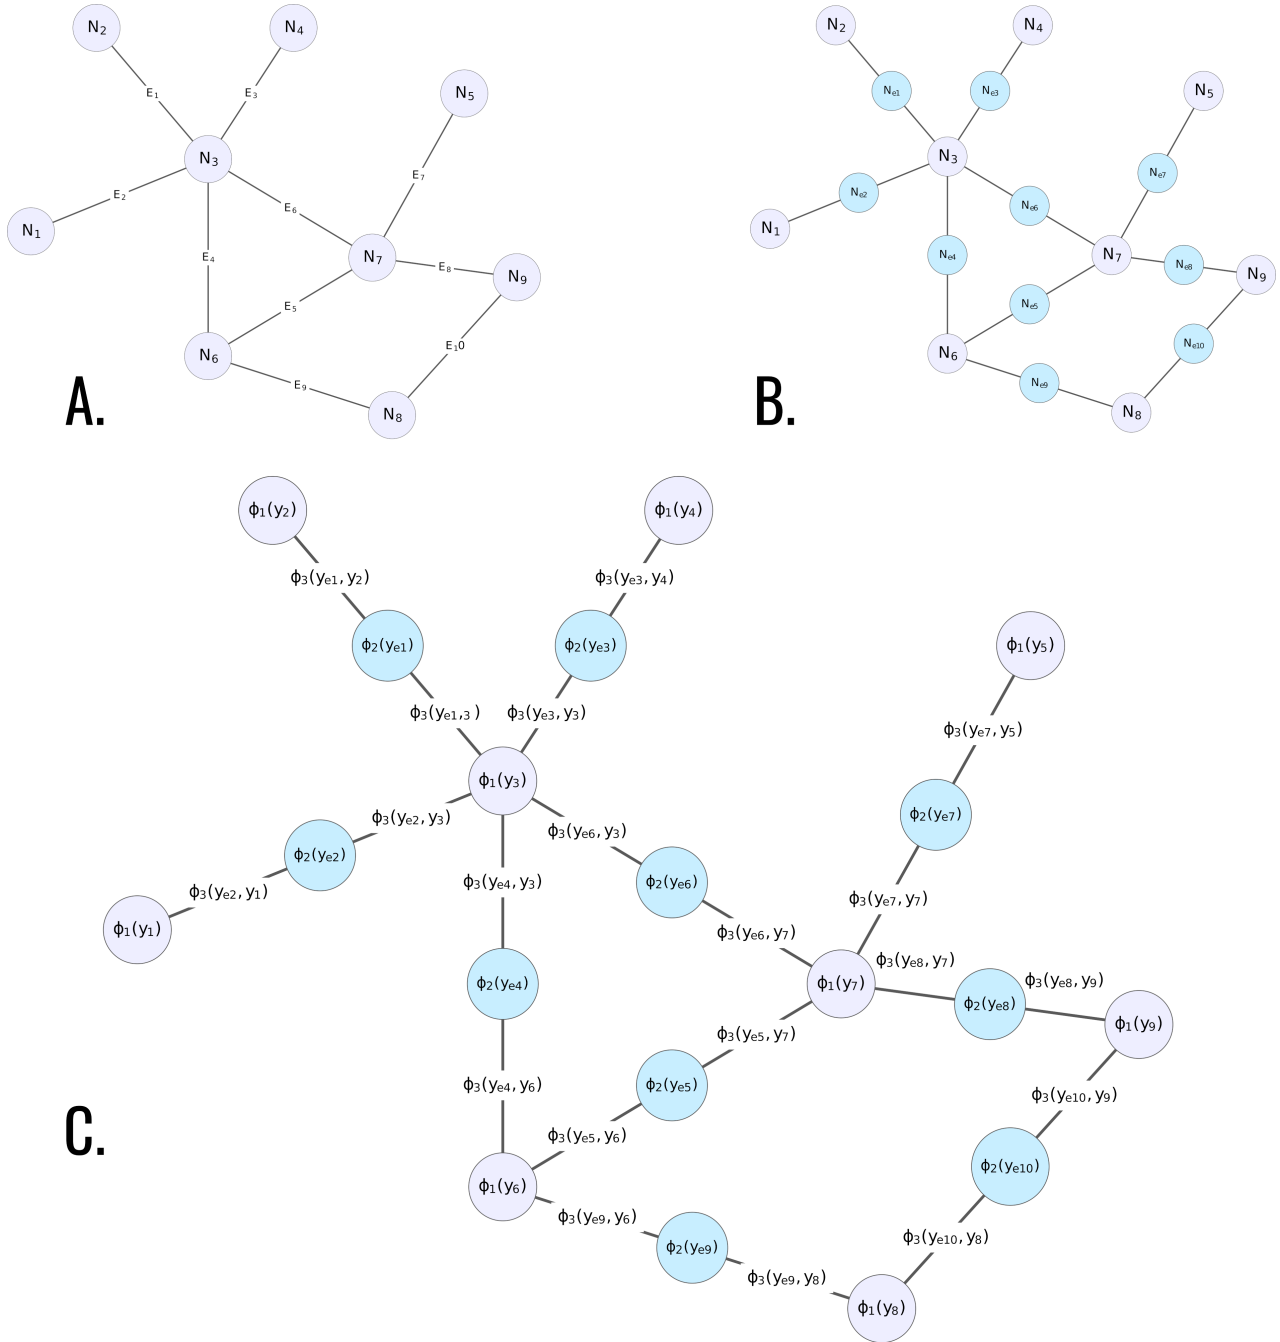 N₂
N₄
E₁
E₃
N₅
N₃
E₇
E₂
E₆
N₁
E₄
N₇
E₈
N₉
E₅
E₁0
N₆
E₉
N₈
A.
N₂
N₄
Nₑ₁
Nₑ₃
N₅
N₃
Nₑ₇
Nₑ₂
Nₑ₆
N₁
Nₑ₄
N₇
Nₑ₈
N₉
Nₑ₅
Nₑ₁₀
N₆
Nₑ₉
N₈
B.
ϕ₁(y₂)
ϕ₁(y₄)
ϕ₃(yₑ₁,y₂)
ϕ₃(yₑ₃,y₄)
ϕ₂(yₑ₁)
ϕ₂(yₑ₃)
ϕ₁(y₅)
ϕ₃(yₑ₁,₃ )
ϕ₃(yₑ₃,y₃)
ϕ₃(yₑ₇,y₅)
ϕ₁(y₃)
ϕ₃(yₑ₂,y₃)
ϕ₃(yₑ₆,y₃)
ϕ₂(yₑ₇)
ϕ₂(yₑ₂)
ϕ₃(yₑ₂,y₁)
ϕ₃(yₑ₄,y₃)
ϕ₂(yₑ₆)
ϕ₃(yₑ₇,y₇)
ϕ₁(y₁)
ϕ₃(yₑ₆,y₇)
ϕ₃(yₑ₈,y₇)
ϕ₃(yₑ₈,y₉)
ϕ₂(yₑ₄)
ϕ₁(y₇)
ϕ₂(yₑ₈)
ϕ₁(y₉)
ϕ₃(yₑ₅,y₇)
ϕ₃(yₑ₄,y₆)
ϕ₂(yₑ₅)
ϕ₃(yₑ₁₀,y₉)
C.
ϕ₃(yₑ₅,y₆)
ϕ₂(yₑ₁₀)
ϕ₁(y₆)
ϕ₃(yₑ₉,y₆)
ϕ₃(yₑ₁₀,y₈)
ϕ₂(yₑ₉)
ϕ₃(yₑ₉,y₈)
ϕ₁(y₈)